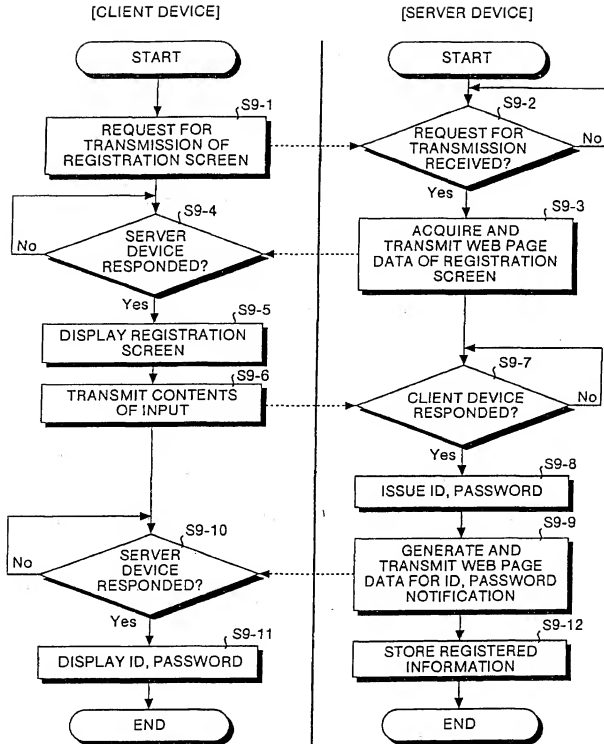 [CLIENT DEVICE]
[SERVER DEVICE]
START
START
S9-1
REQUEST FOR
TRANSMISSION OF
REGISTRATION SCREEN
S9-2
REQUEST FOR
TRANSMISSION
RECEIVED?
No
Yes
S9-3
ACQUIRE AND
TRANSMIT WEB PAGE
DATA OF REGISTRATION
SCREEN
S9-4
SERVER
DEVICE
RESPONDED?
No
Yes
S9-5
DISPLAY REGISTRATION
SCREEN
S9-6
TRANSMIT CONTENTS
OF INPUT
S9-7
CLIENT DEVICE
RESPONDED?
No
Yes
S9-8
ISSUE ID, PASSWORD
S9-9
GENERATE AND
TRANSMIT WEB PAGE
DATA FOR ID, PASSWORD
NOTIFICATION
S9-10
SERVER
DEVICE
RESPONDED?
No
Yes
S9-11
DISPLAY ID, PASSWORD
S9-12
STORE REGISTERED
INFORMATION
END
END